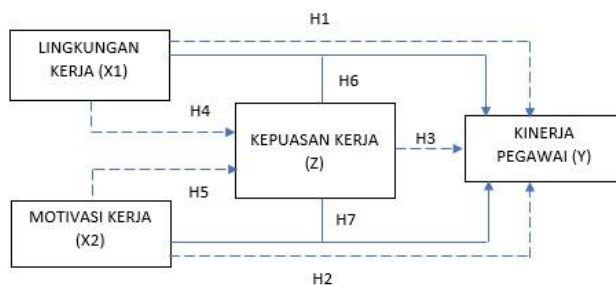 H1
LINGKUNGAN
KERJA (X1)
H6
H4
KEPUASAN KERJA
(Z)
H3
KINERJA
PEGAWAI (Y)
H5
MOTIVASI KERJA
(X2)
H7
H2